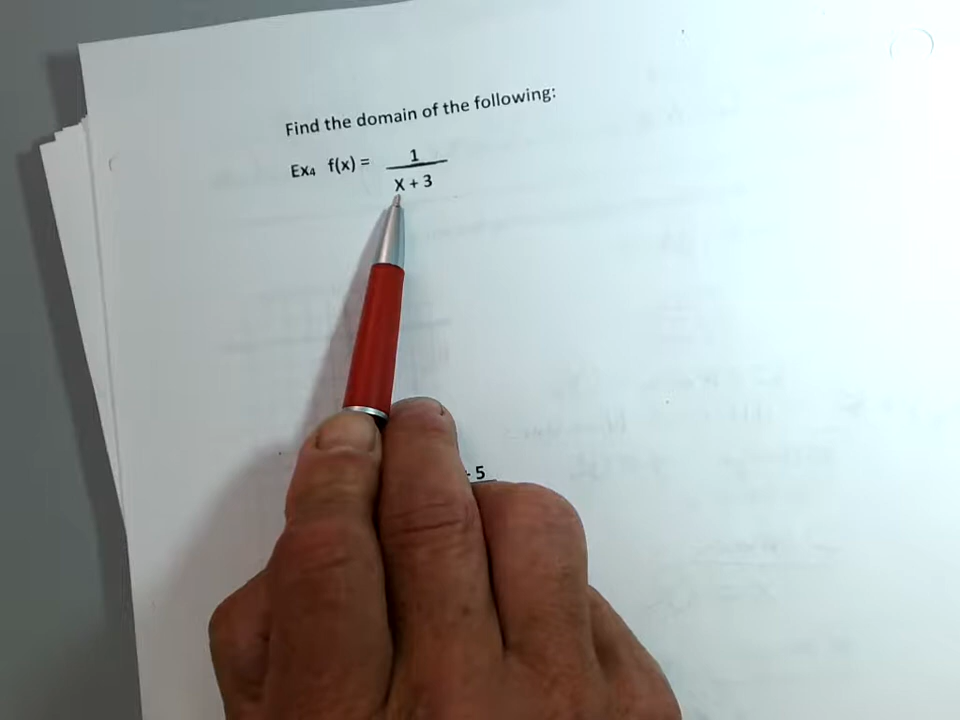 Find the domain of the following:
Ex4 f(x) = 1
x + 3
- 5